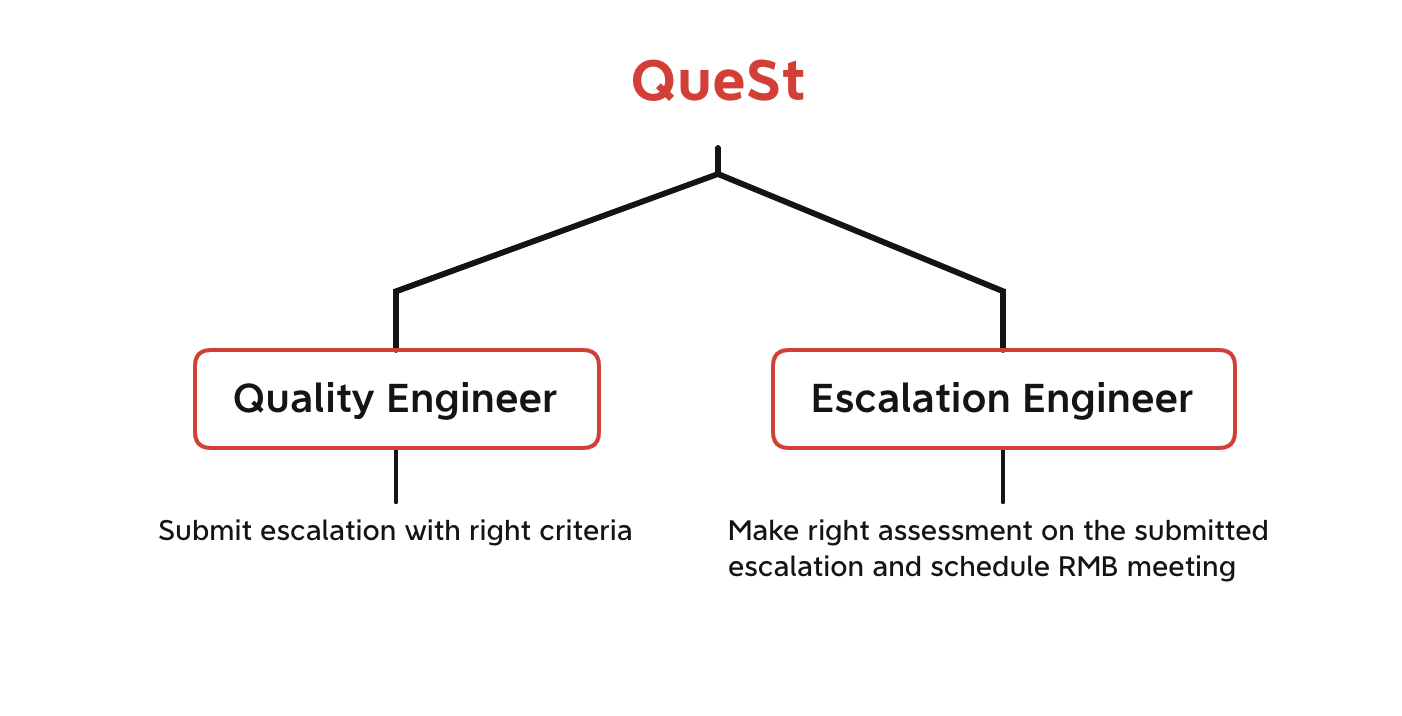 QueSt
Quality Engineer
Escalation Engineer
Submit escalation with right criteria
Make right assessment on the submitted
escalation and schedule RMB meeting